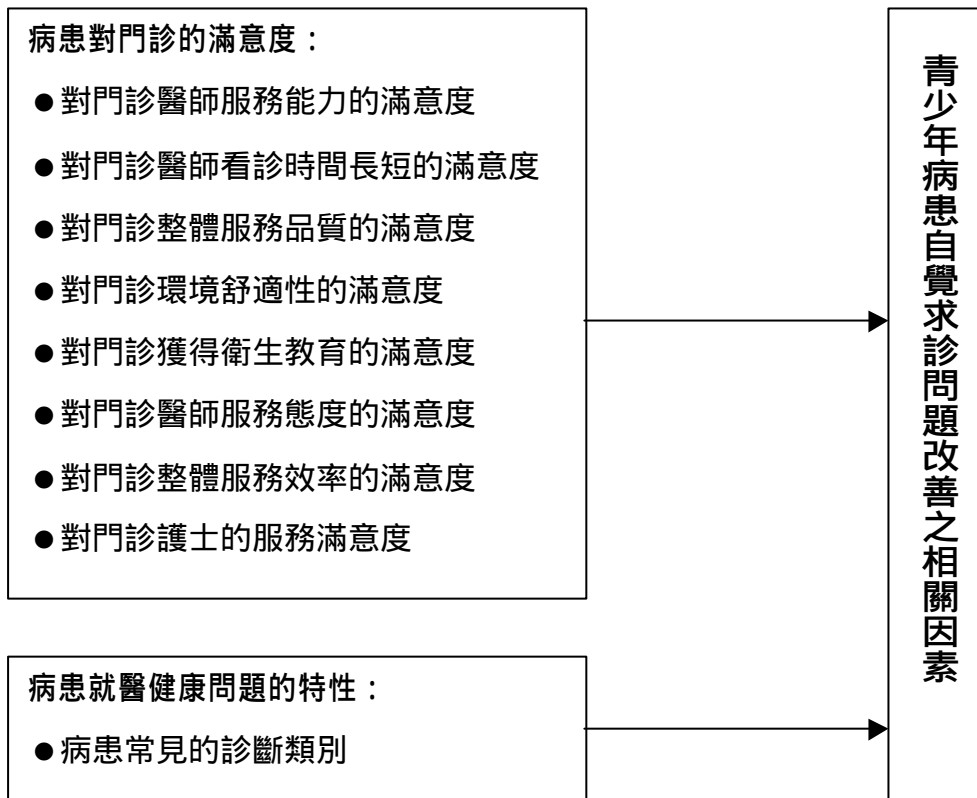 病患對門診的滿意度：
●對門診醫師服務能力的滿意度
●對門診醫師看診時間長短的滿意度
●對門診整體服務品質的滿意度
●對門診環境舒適性的滿意度
●對門診獲得衛生教育的滿意度
●對門診醫師服務態度的滿意度
●對門診整體服務效率的滿意度
●對門診護士的服務滿意度
病患就醫健康問題的特性：
●病患常見的診斷類別
青少年病患自覺求診問題改善之相關因素